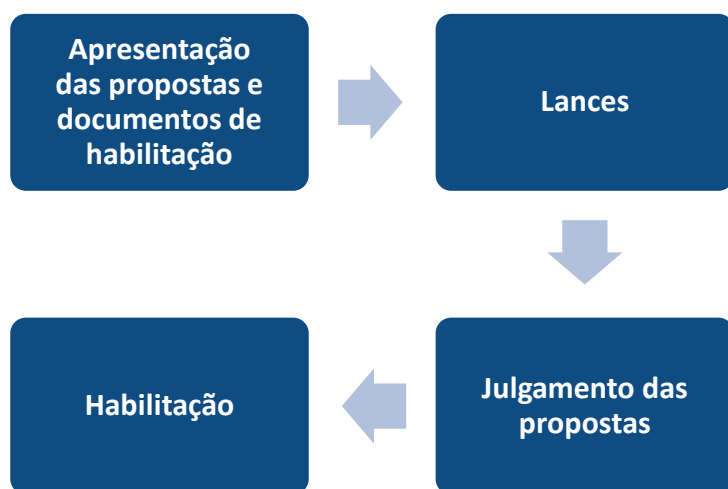 Apresentação
das propostas e
documentos de
habilitação
Lances
Julgamento das
propostas
Habilitação